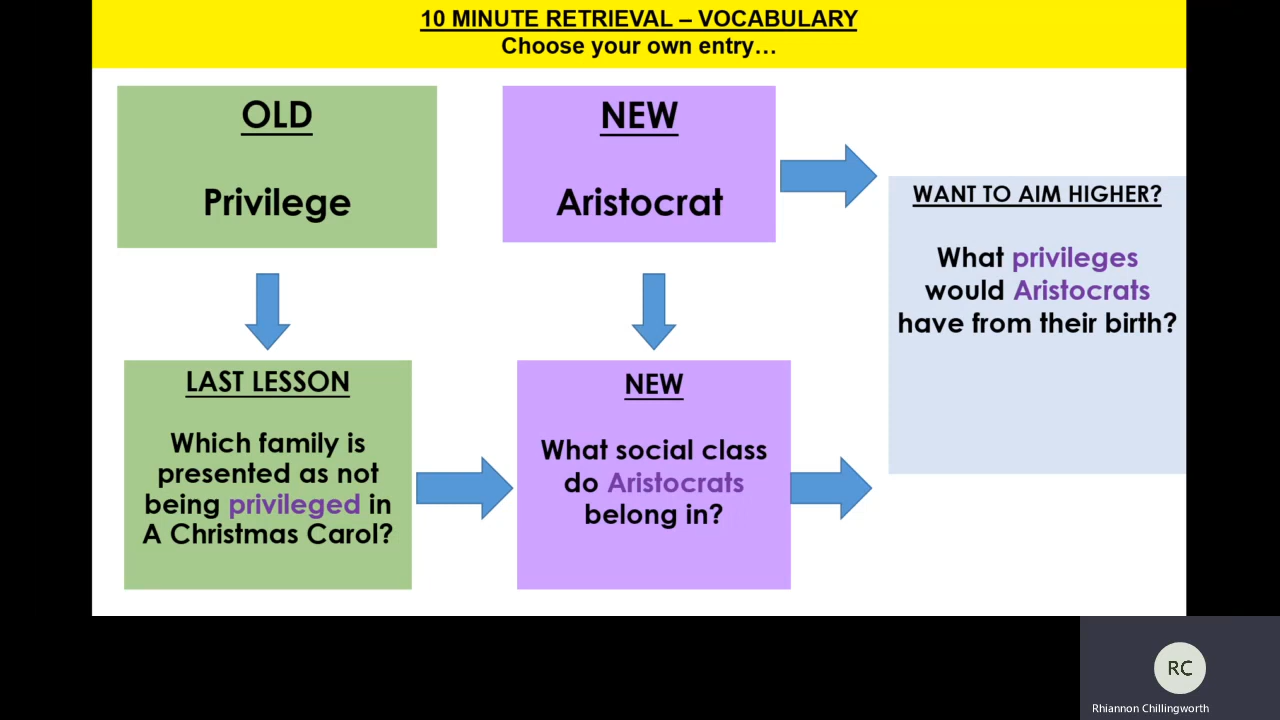 10 MINUTE RETRIEVAL – VOCABULARY
Choose your own entry…
OLD
Privilege
NEW
Aristocrat
WANT TO AIM HIGHER?
What privileges
would Aristocrats
have from their birth?
LAST LESSON
Which family is
presented as not
being privileged in
A Christmas Carol?
NEW
What social class
do Aristocrats
belong in?
RC
Rhiannon Chillingworth